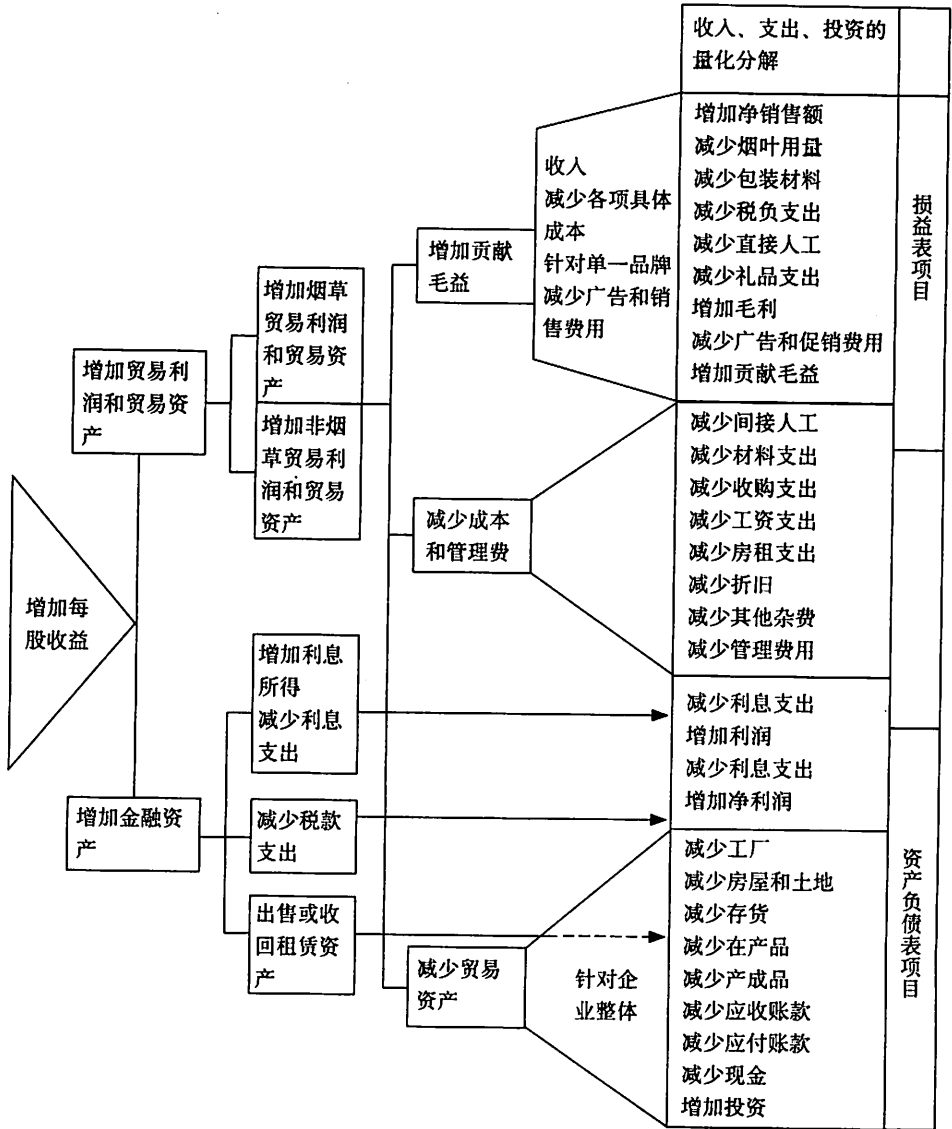 增加每
股收益
增加贸易利
润和贸易资
产
增加金融资
产
增加烟草
贸易利润
和贸易资
产
增加非烟
草贸易利
润和贸易
资产
增加利息
所得
减少利息
支出
减少税款
支出
出售或收
回租赁资
产
增加贡献
毛益
减少成本
和管理费
减少贸易
资产
收入
减少各项具体
成本
针对单一品牌
减少广告和销
售费用
针对企
业整体
收入、支出、投资的
量化分解
增加净销售额
减少烟叶用量
减少包装材料
减少税负支出
减少直接人工
减少礼品支出
增加毛利
减少广告和促销费用
增加贡献毛益
减少间接人工
减少材料支出
减少收购支出
减少工资支出
减少房租支出
减少折旧
减少其他杂费
减少管理费用
减少利息支出
增加利润
减少利息支出
增加净利润
减少工厂
减少房屋和土地
减少存货
减少在产品
减少产成品
减少应收账款
减少应付账款
减少现金
增加投资
损益表项目
资产负债表项目